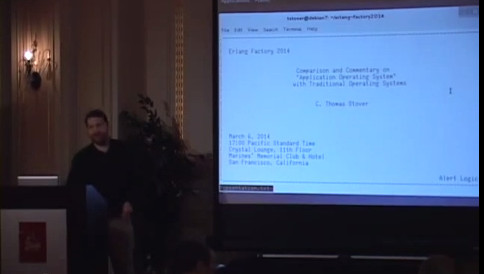 tstover@debian7: ~/erlang-factory2014
File Edit View Search Terminal Help
Erlang Factory 2014
Comparison and Commentary on
"Application Operating System"
with Traditional Operating Systems
C. Thomas Stover
March 6, 2014
17:05 Pacific Standard Time
Crystal Lounge, 11th Floor
Marines' Memorial Club & Hotel
San Francisco, California
Alert Logic